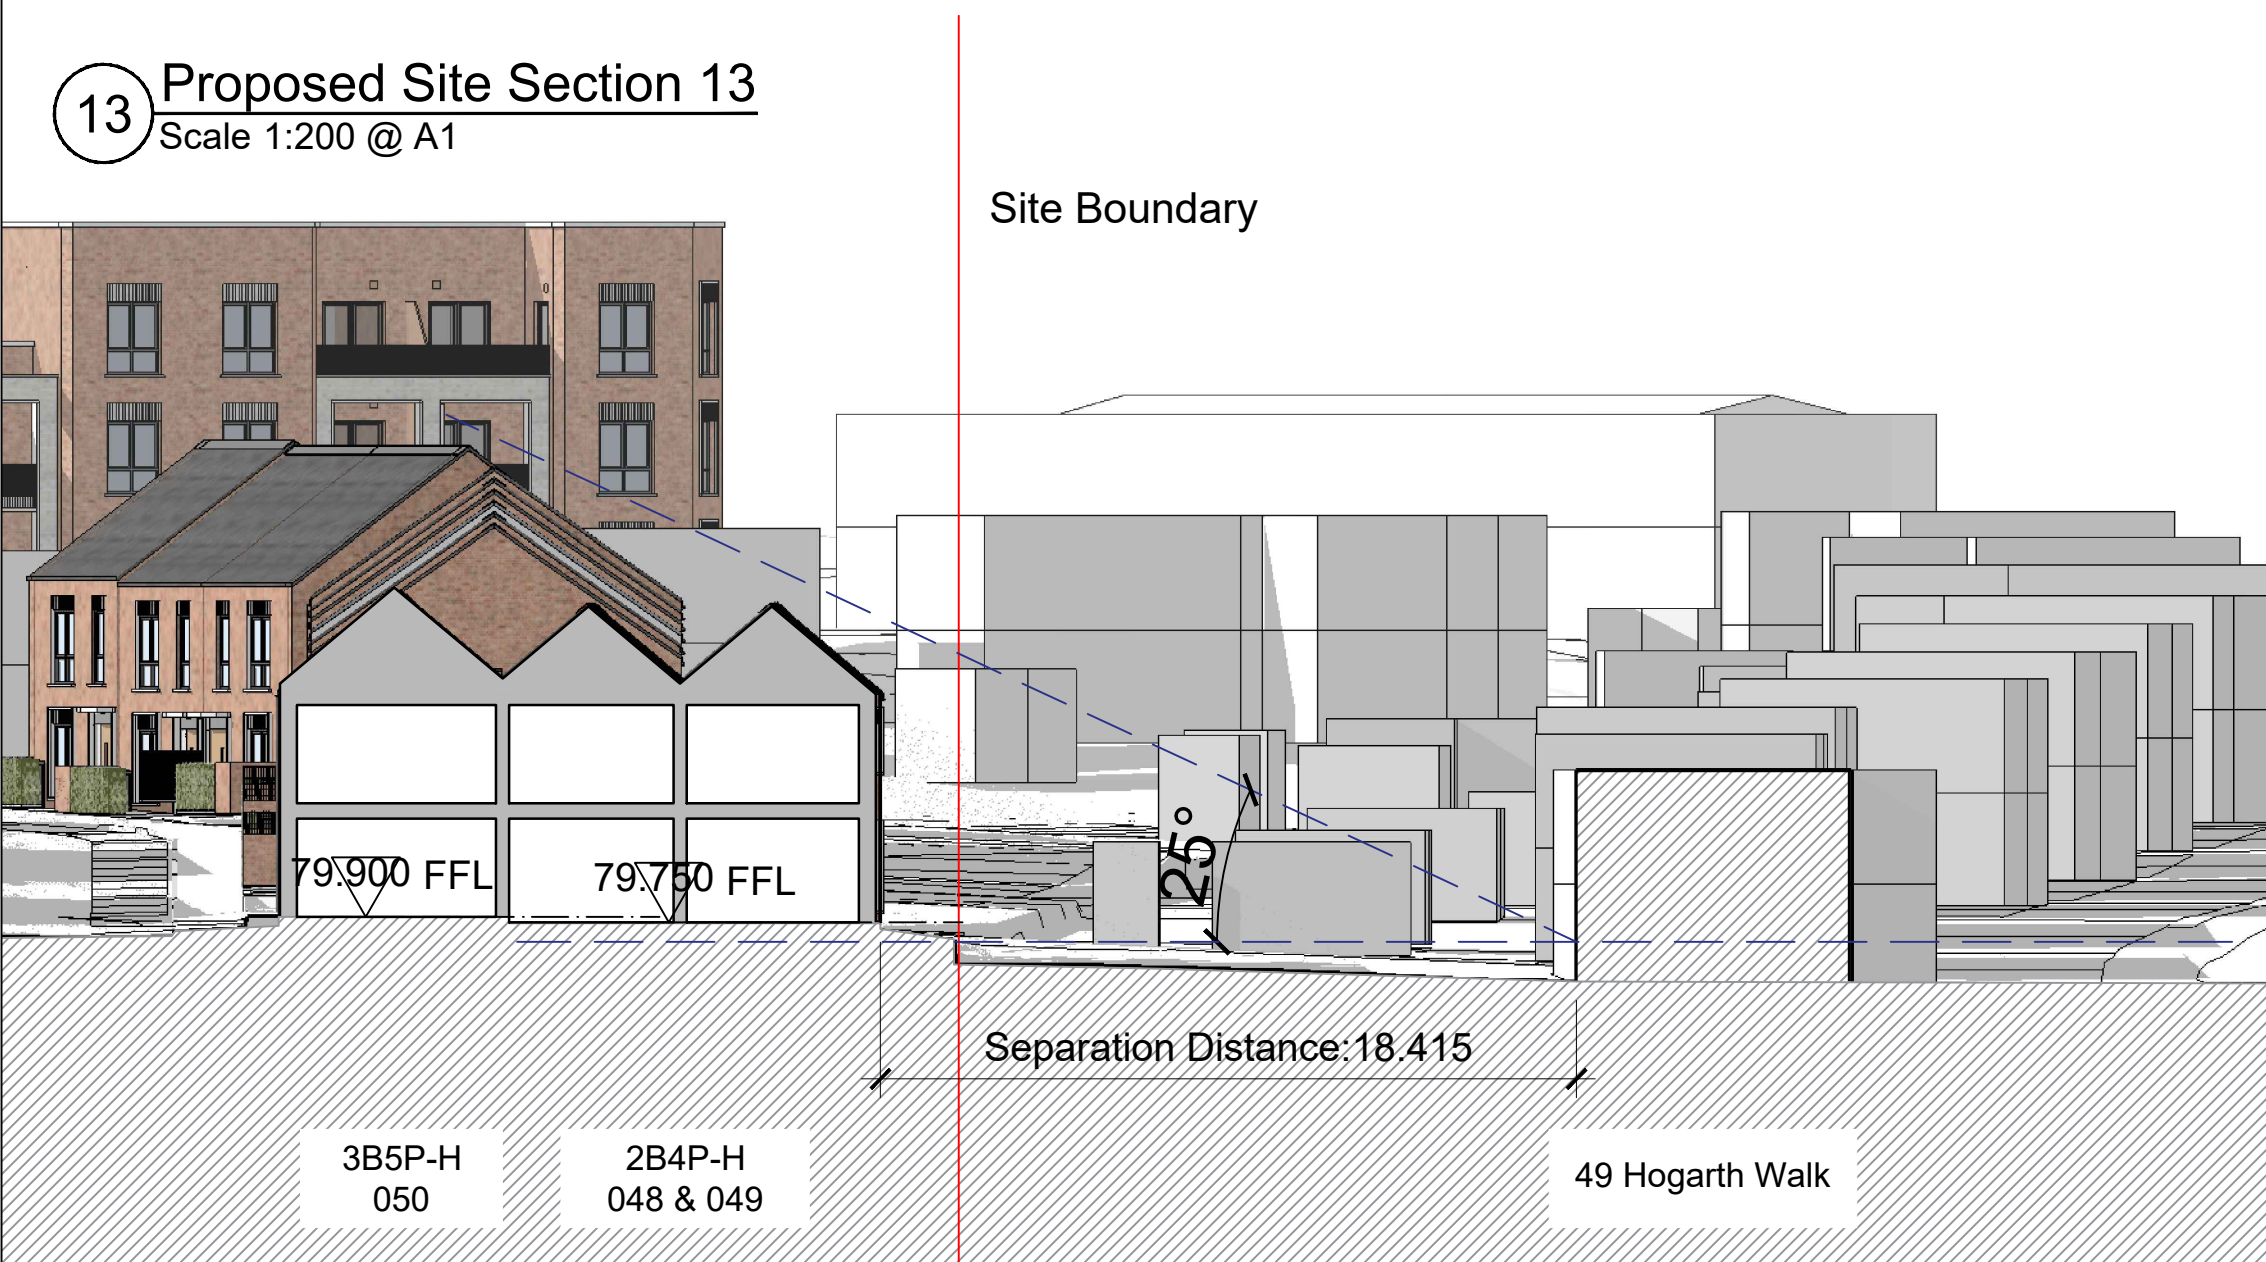 13
Proposed Site Section 13
Scale 1:200 @ A1
Site Boundary
25°
79.900 FFL
79.750 FFL
Separation Distance:18.415
3B5P-H
050
2B4P-H
048 & 049
49 Hogarth Walk